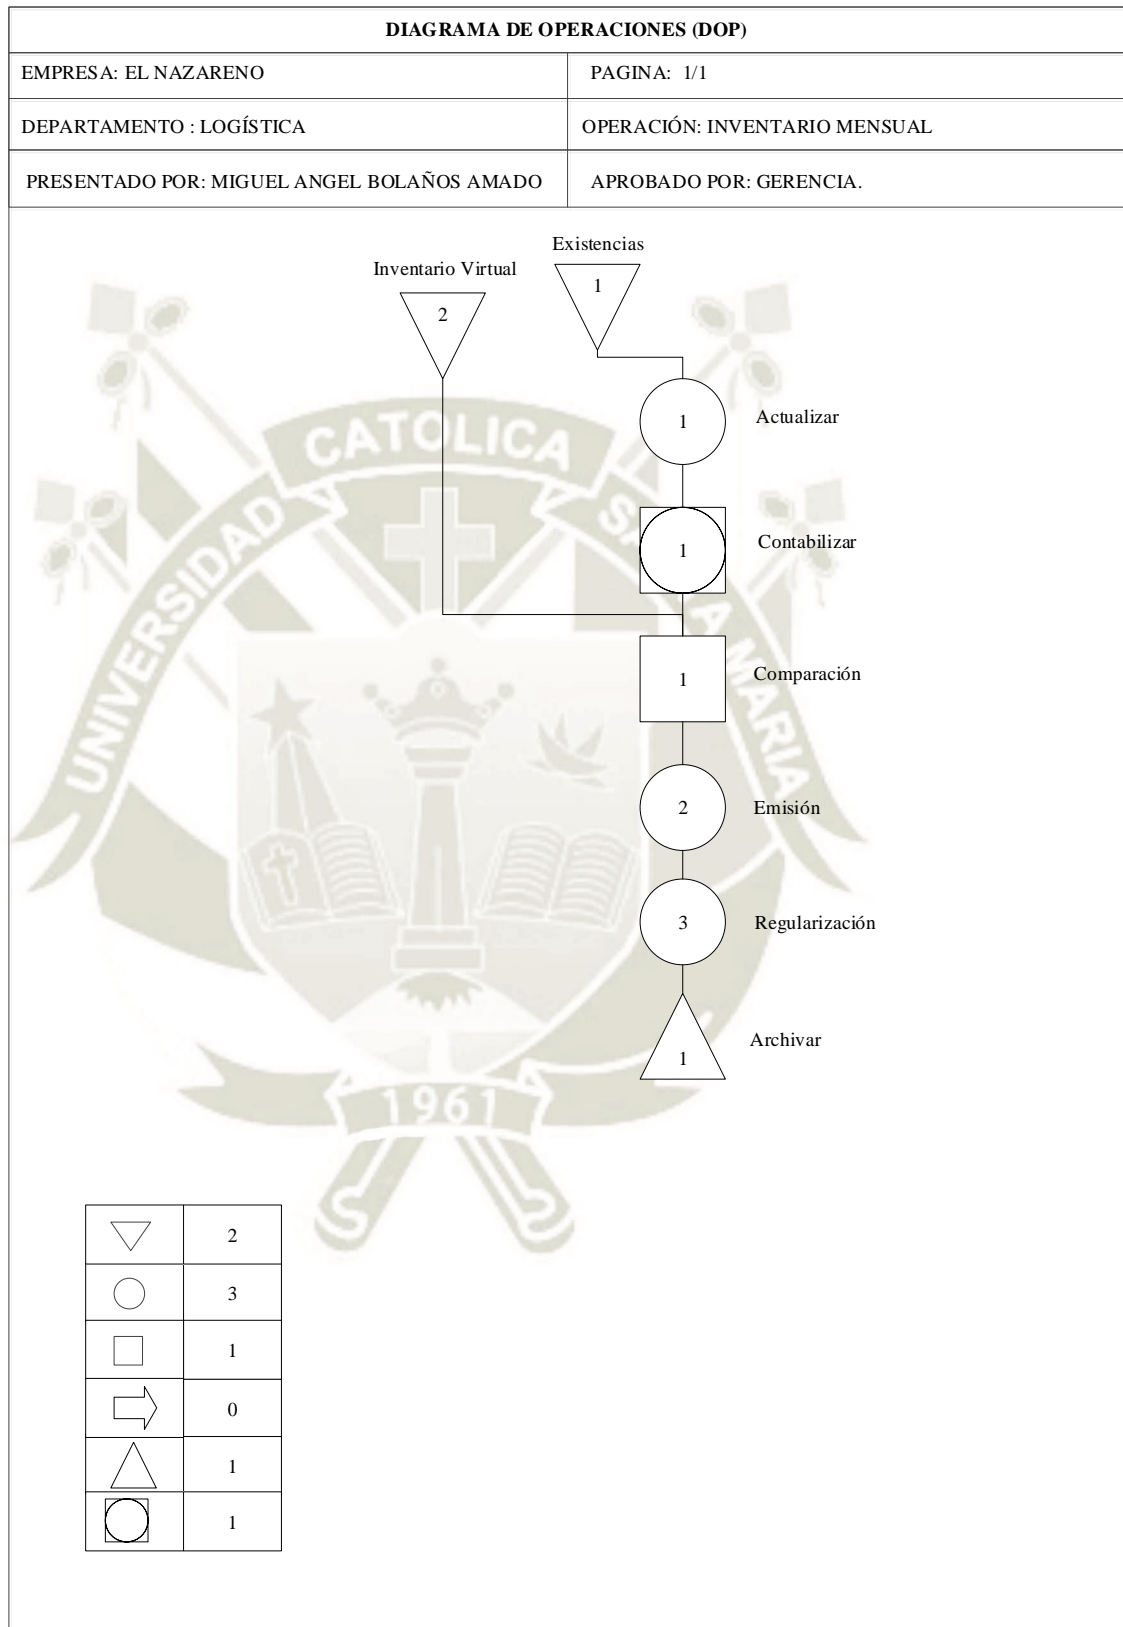 DIAGRAMA DE OPERACIONES (DOP)
EMPRESA: EL NAZARENO
PAGINA: 1/1
DEPARTAMENTO : LOGÍSTICA
OPERACIÓN: INVENTARIO MENSUAL
PRESENTADO POR: MIGUEL ANGEL BOLAÑOS AMADO
APROBADO POR: GERENCIA.
Existencias
1
Inventario Virtual
2
1
Actualizar
1
Contabilizar
1
Comparación
2
Emisión
3
Regularización
1
Archivar
UNIVERSIDAD CATOLICA SANTA MARIA
1961
2
3
1
0
1
1